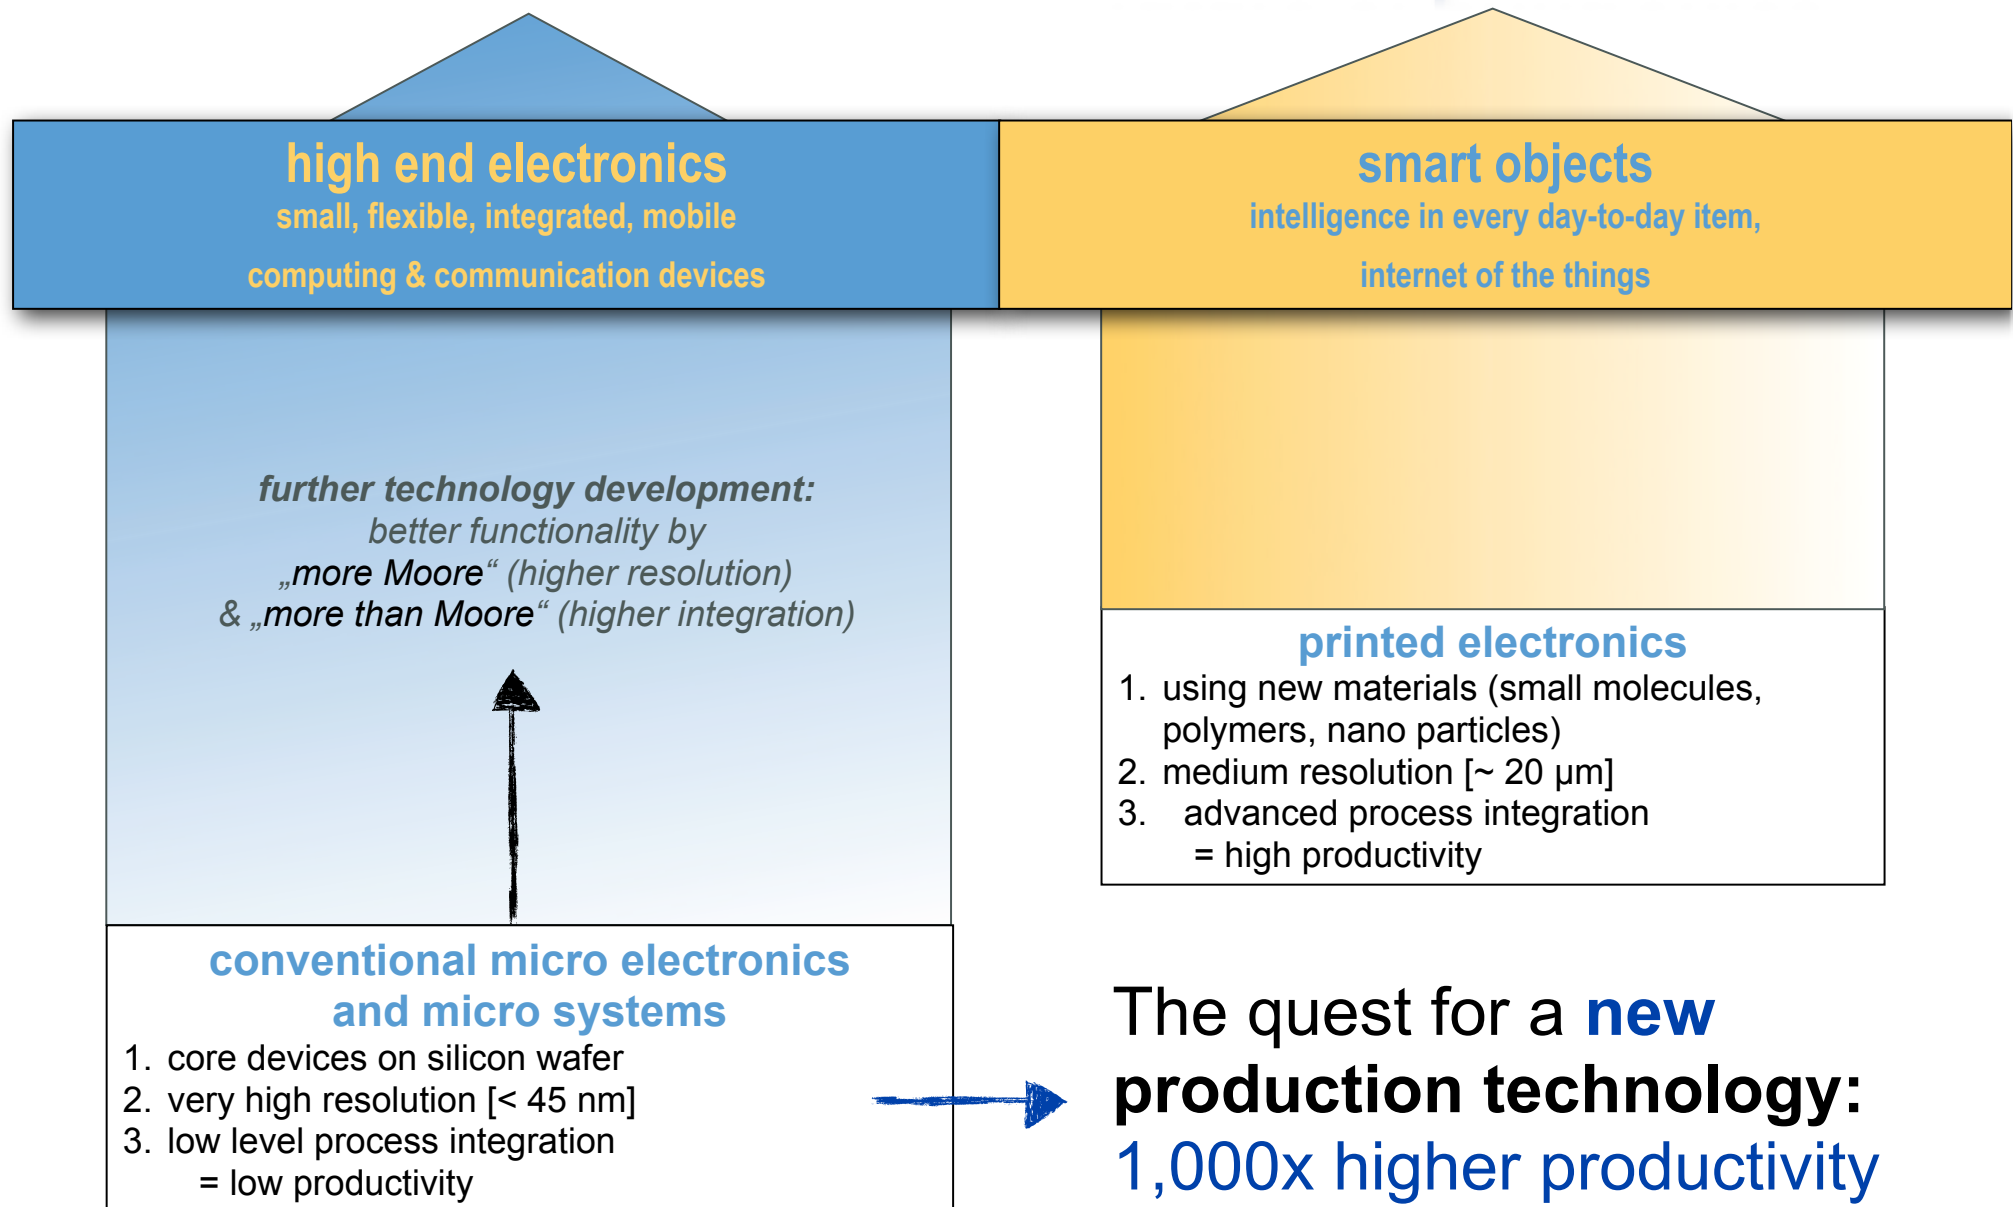 high end electronics
small, flexible, integrated, mobile
computing & communication devices
smart objects
intelligence in every day-to-day item,
internet of the things
further technology development:
better functionality by
„more Moore“ (higher resolution)
& „more than Moore“ (higher integration)
printed electronics
1. using new materials (small molecules,
polymers, nano particles)
2. medium resolution [~ 20 µm]
3. advanced process integration
= high productivity
conventional micro electronics
and micro systems
1. core devices on silicon wafer
2. very high resolution [< 45 nm]
3. low level process integration
= low productivity
The quest for a new
production technology:
1,000x higher productivity